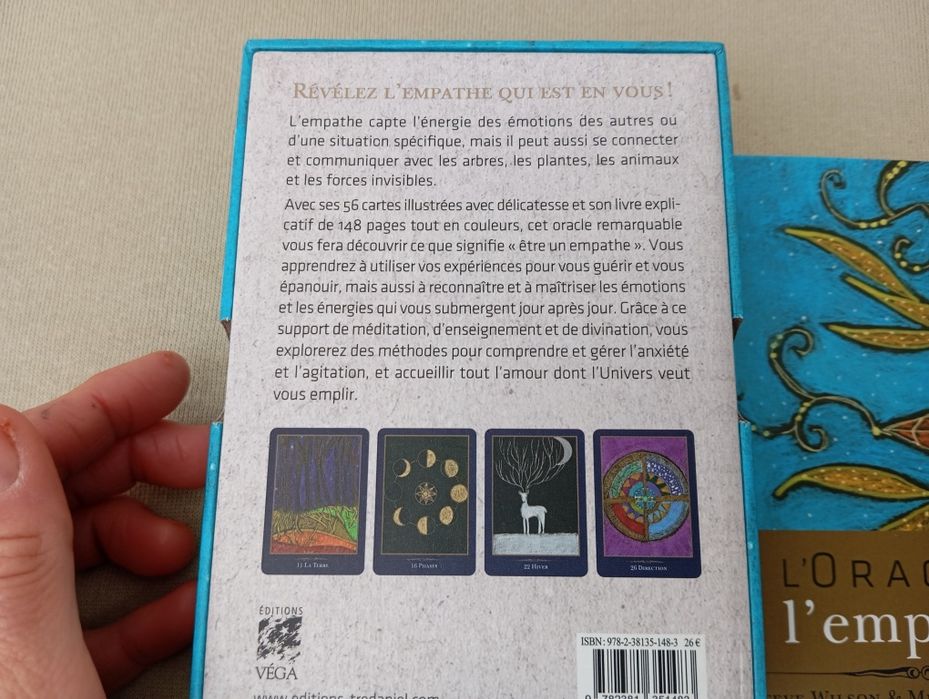 RÉVÉLEZ L'EMPATHE QUI EST EN VOUS !
L'empathe capte l'énergie des émotions des autres ou
d'une situation spécifique, mais il peut aussi se connecter
et communiquer avec les arbres, les plantes, les animaux
et les forces invisibles.
Avec ses 56 cartes illustrées avec délicatesse et son livre expli-
catif de 148 pages tout en couleurs, cet oracle remarquable
vous fera découvrir ce que signifie « être un empathe ». Vous
apprendrez à utiliser vos expériences pour vous guérir et vous
épanouir, mais aussi à reconnaître et à maîtriser les émotions
et les énergies qui vous submergent jour après jour. Grâce à ce
support de méditation, d'enseignement et de divination, vous
explorerez des méthodes pour comprendre et gérer l'anxiété
et l'agitation, et accueillir tout l'amour dont l'Univers veut
vous emplir.
11 LA TERRE
16 PHASES
22 HIVER
26 DIRECTION
ÉDITIONS
VÉGA
ISBN: 978-2-38135-148-3 26 €
www.editions-tredaniel.com
L'ORAC
l'emp
WILSON &